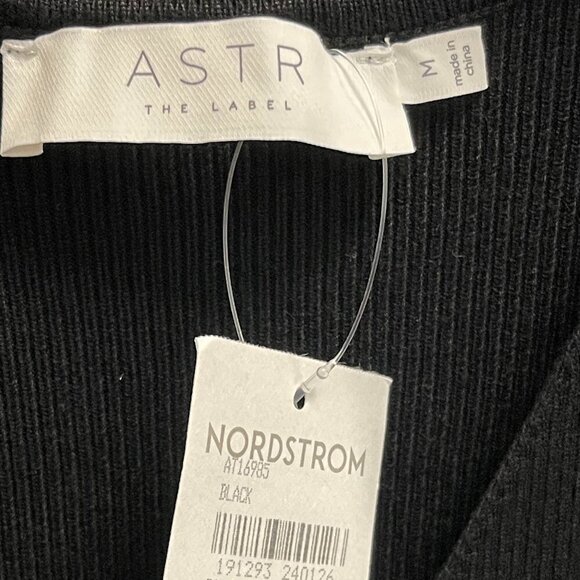 ASTR
THE LABEL
M
made in
china
NORDSTROM
AT16985
BLACK
191293 240126